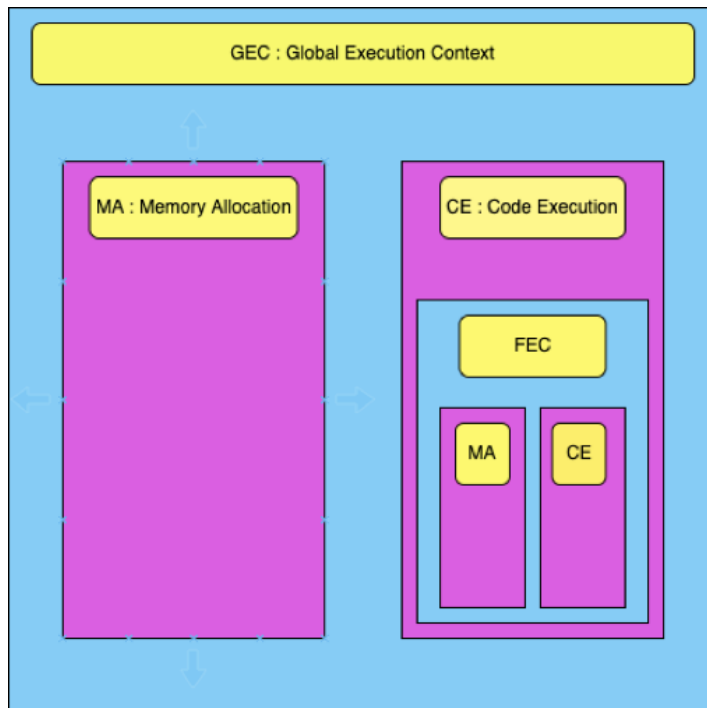 GEC : Global Execution Context
MA : Memory Allocation
CE : Code Execution
FEC
MA
CE